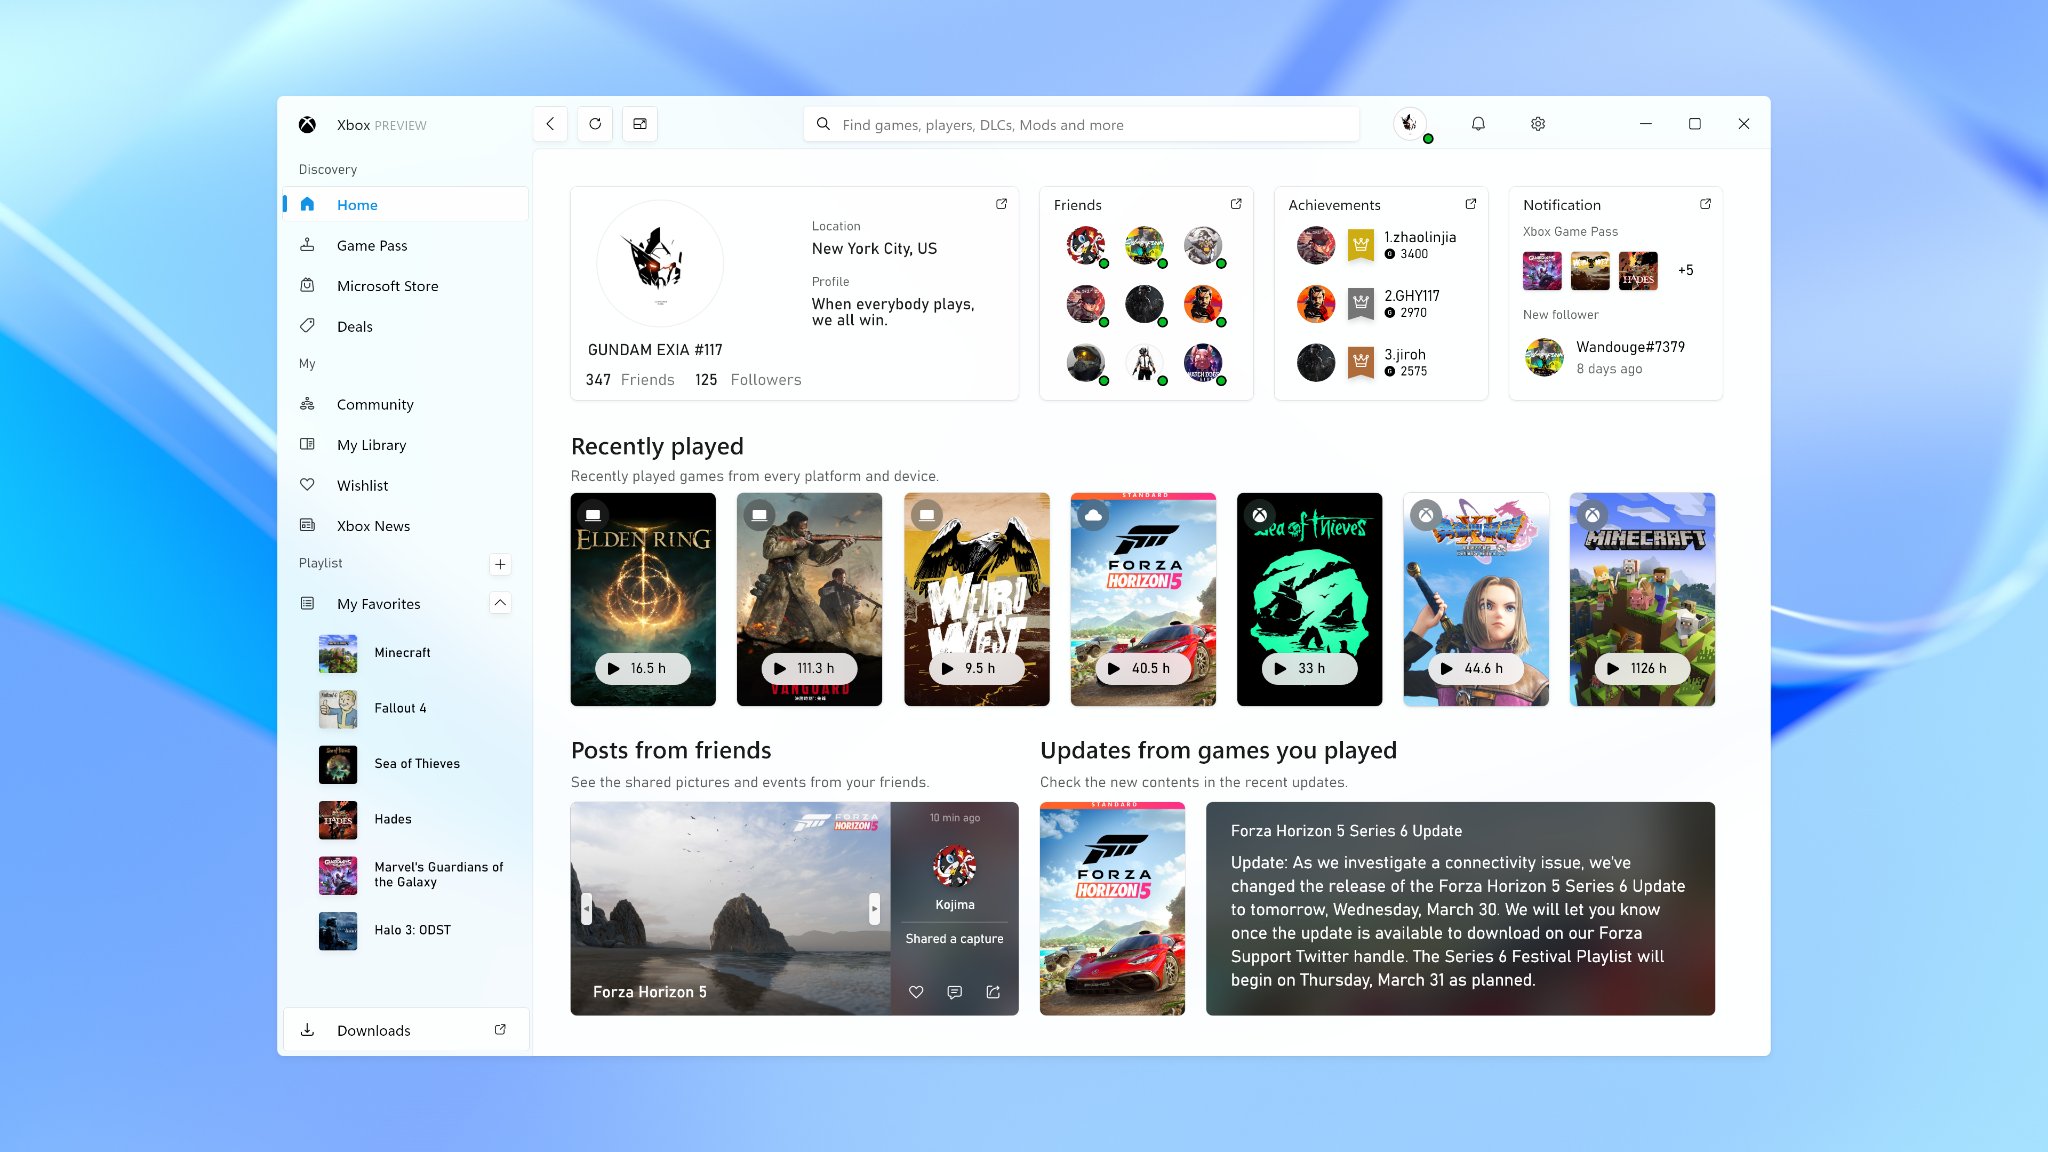 Xbox PREVIEW
Find games, players, DLCs, Mods and more
Discovery
Home
Game Pass
Microsoft Store
Deals
My
Community
My Library
Wishlist
Xbox News
Playlist
My Favorites
Minecraft
Fallout 4
Sea of Thieves
Hades
Marvel's Guardians of
the Galaxy
Halo 3: ODST
Downloads
Location
New York City, US
Profile
When everybody plays,
we all win.
GUNDAM EXIA #117
347 Friends 125 Followers
Friends
Achievements
1.zhaolinjia
3400
2.GHY117
2970
3.jiroh
2575
Notification
Xbox Game Pass
HADES
+5
New follower
Wandouge#7379
8 days ago
Recently played
Recently played games from every platform and device.
ELDEN RING
16.5 h
111.3 h
VANGUARD
WEIRD
WEST
9.5 h
STANDARD
FORZA
HORIZON 5
40.5 h
Sea of Thieves
33 h
XI
44.6 h
MINECRAFT
1126 h
Posts from friends
See the shared pictures and events from your friends.
FORZA
HORIZON 5
Forza Horizon 5
10 min ago
Kojima
Shared a capture
Updates from games you played
Check the new contents in the recent updates.
STANDARD
FORZA
HORIZON 5
Forza Horizon 5 Series 6 Update
Update: As we investigate a connectivity issue, we've
changed the release of the Forza Horizon 5 Series 6 Update
to tomorrow, Wednesday, March 30. We will let you know
once the update is available to download on our Forza
Support Twitter handle. The Series 6 Festival Playlist will
begin on Thursday, March 31 as planned.